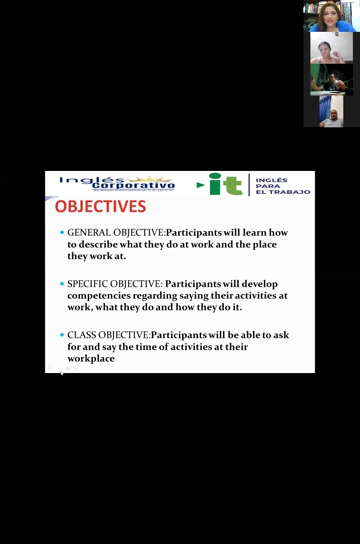 Inglés
Corporativo
it
INGLÉS
PARA
EL TRABAJO
OBJECTIVES
GENERAL OBJECTIVE:Participants will learn how
to describe what they do at work and the place
they work at.
SPECIFIC OBJECTIVE: Participants will develop
competencies regarding saying their activities at
work, what they do and how they do it.
CLASS OBJECTIVE:Participants will be able to ask
for and say the time of activities at their
workplace